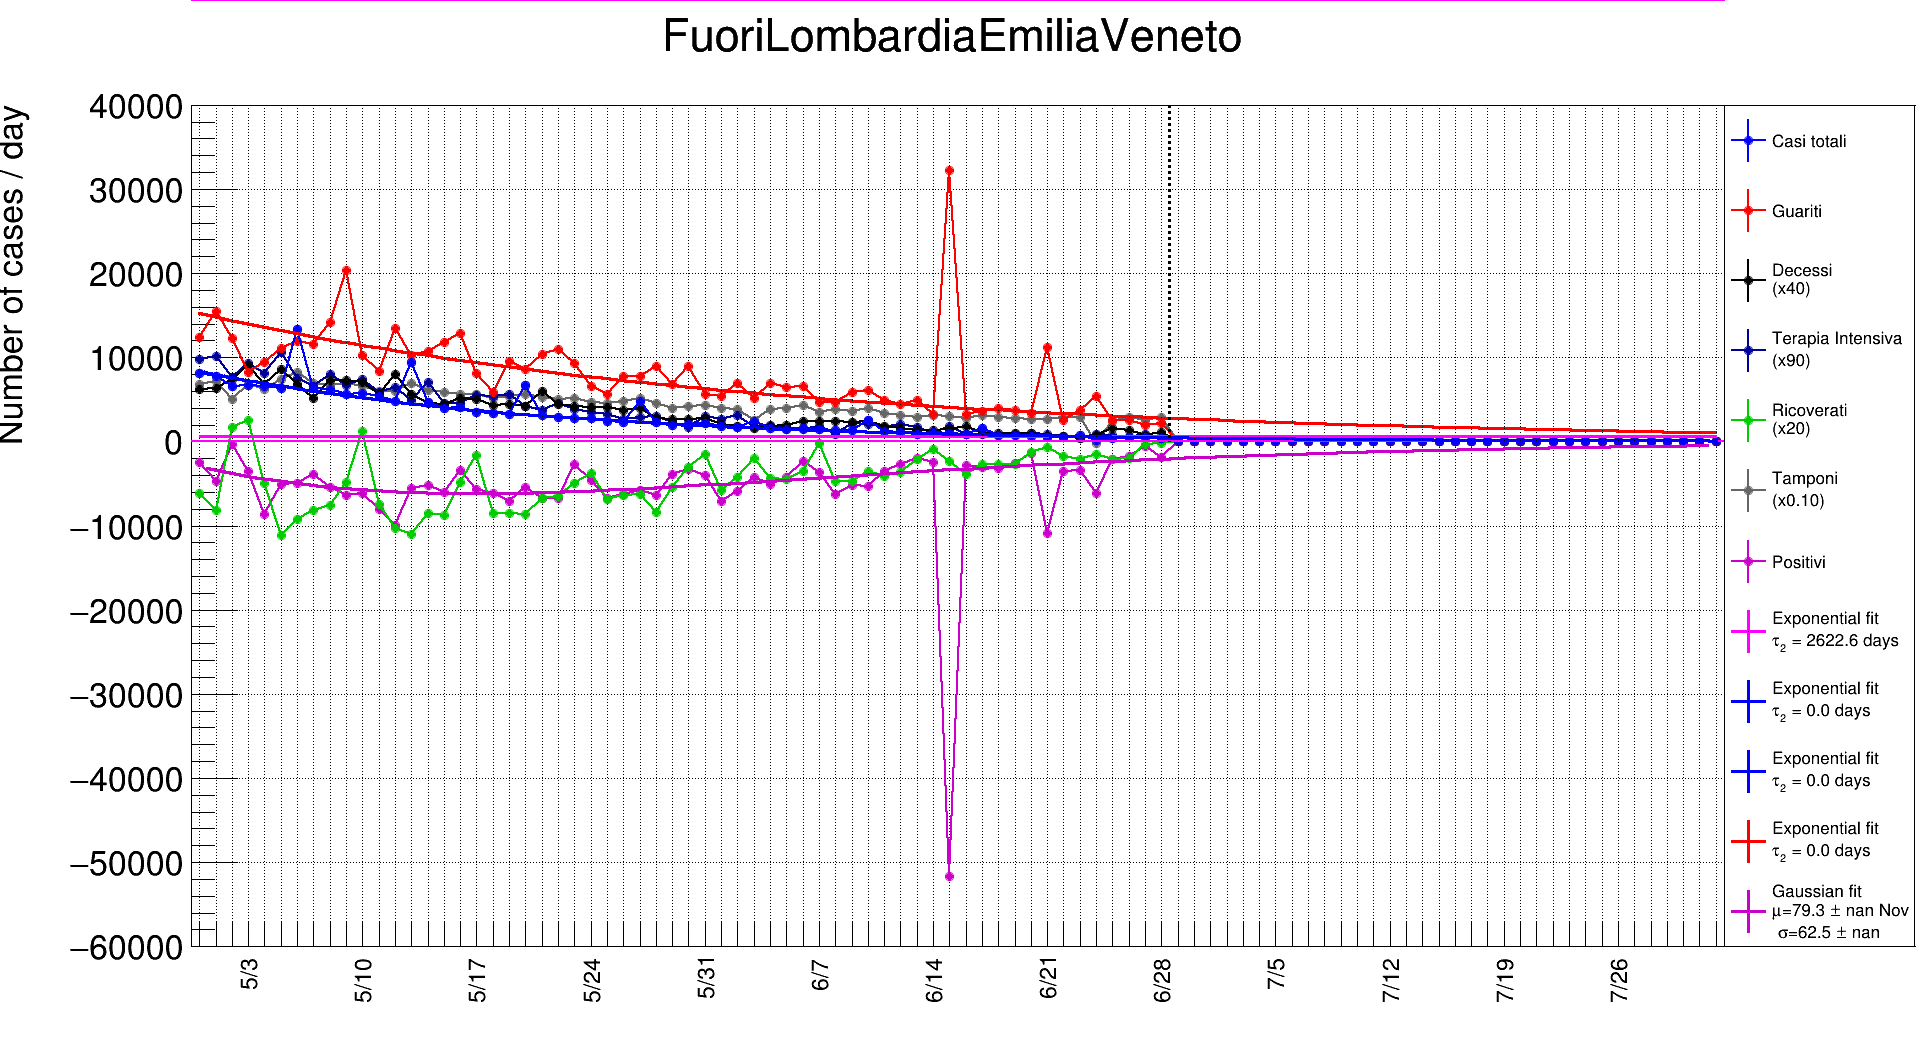 FuoriLombardiaEmiliaVeneto
Number of cases / day
40000
30000
20000
10000
0
−10000
−20000
−30000
−40000
−50000
−60000
5/3
5/10
5/17
5/24
5/31
6/7
6/14
6/21
6/28
7/5
7/12
7/19
7/26
Casi totali
Guariti
Decessi
(x40)
Terapia Intensiva
(x90)
Ricoverati
(x20)
Tamponi
(x0.10)
Positivi
Exponential fit
τ2 = 2622.6 days
Exponential fit
τ2 = 0.0 days
Exponential fit
τ2 = 0.0 days
Exponential fit
τ2 = 0.0 days
Gaussian fit
μ=79.3 ± nan Nov
σ=62.5 ± nan